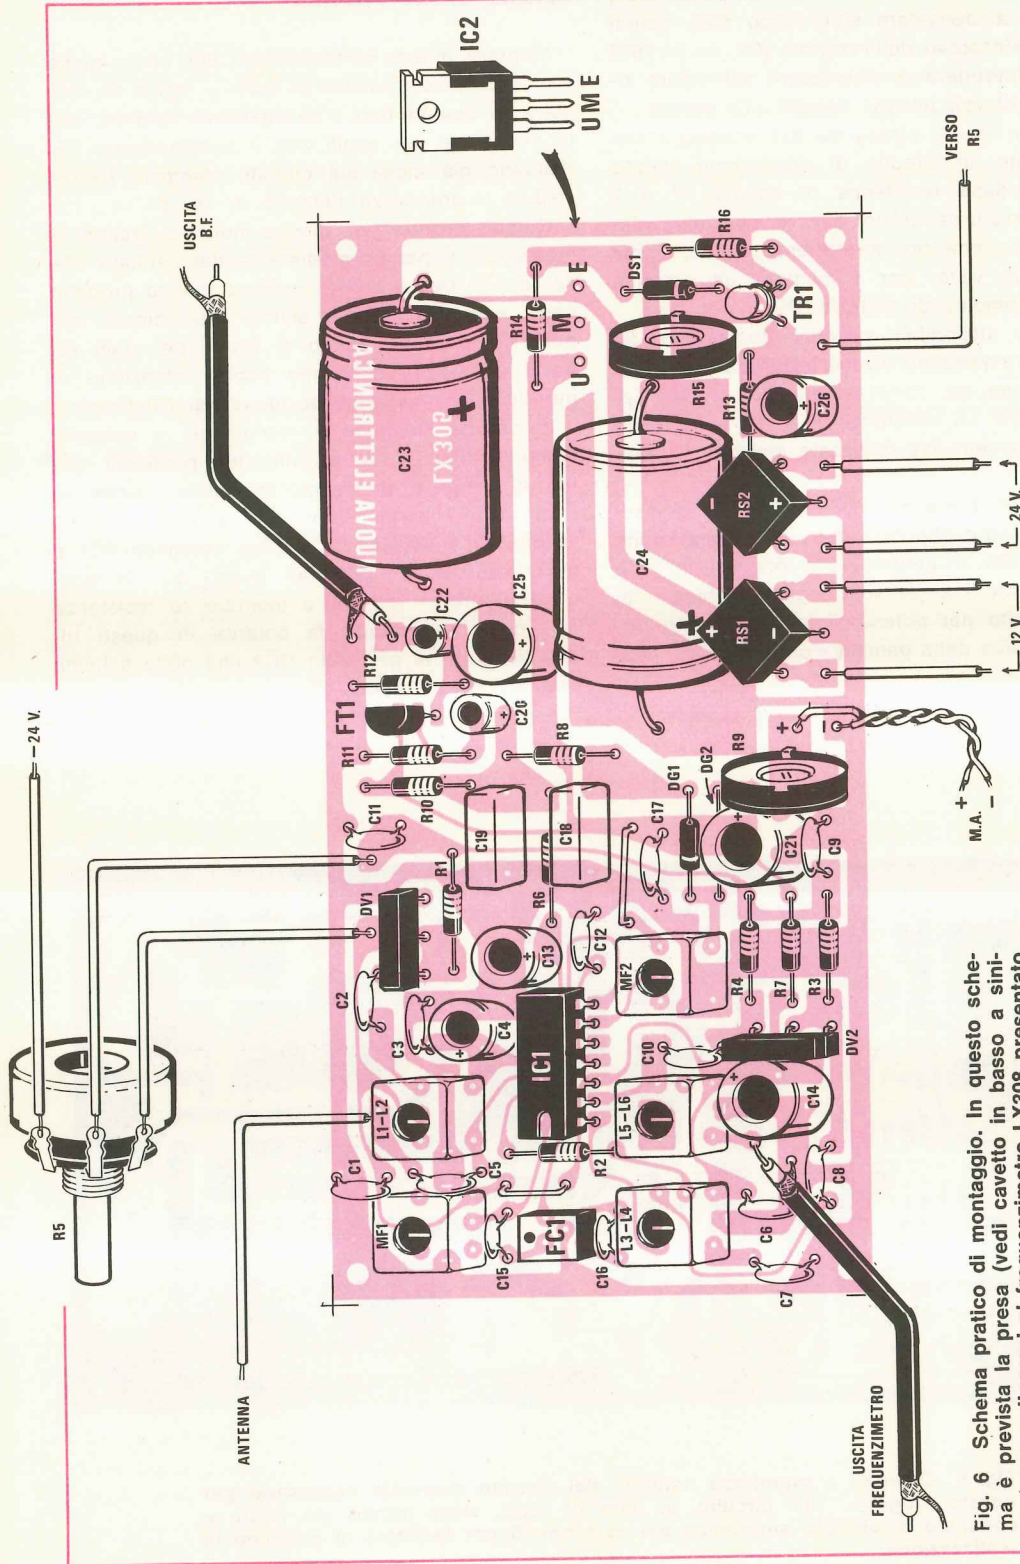 R5
24 V.
ANTENNA
USCITA
B.F.
IC2
U M E
MF1
C1
L1-L2
C5
C2
C3
C4
DV1
R1
C11
R10
R11
FT1
R12
C22
C25
C20
C23
NUOVA ELETTRONICA
LX305
+
R14
U M E
C15
FC1
C16
R2
IC1
C13
C12
R6
C19
C18
R8
C17
DG1
DG2
C24
+
R15
DS1
R16
TR1
R13
C26
L3-L4
L5-L6
C10
MF2
R4
R7
R3
C21
C9
R9
+
-
RS1
+
-
RS2
-
+
C7
C6
C8
C14
DV2
M.A.
+
-
12 V.
24 V.
VERSO
R5
USCITA
FREQUENZIMETRO
Fig. 6 Schema pratico di montaggio. In questo sche-
ma è prevista la presa (vedi cavetto in basso a sini-
frequenzimetro LX308 presentato